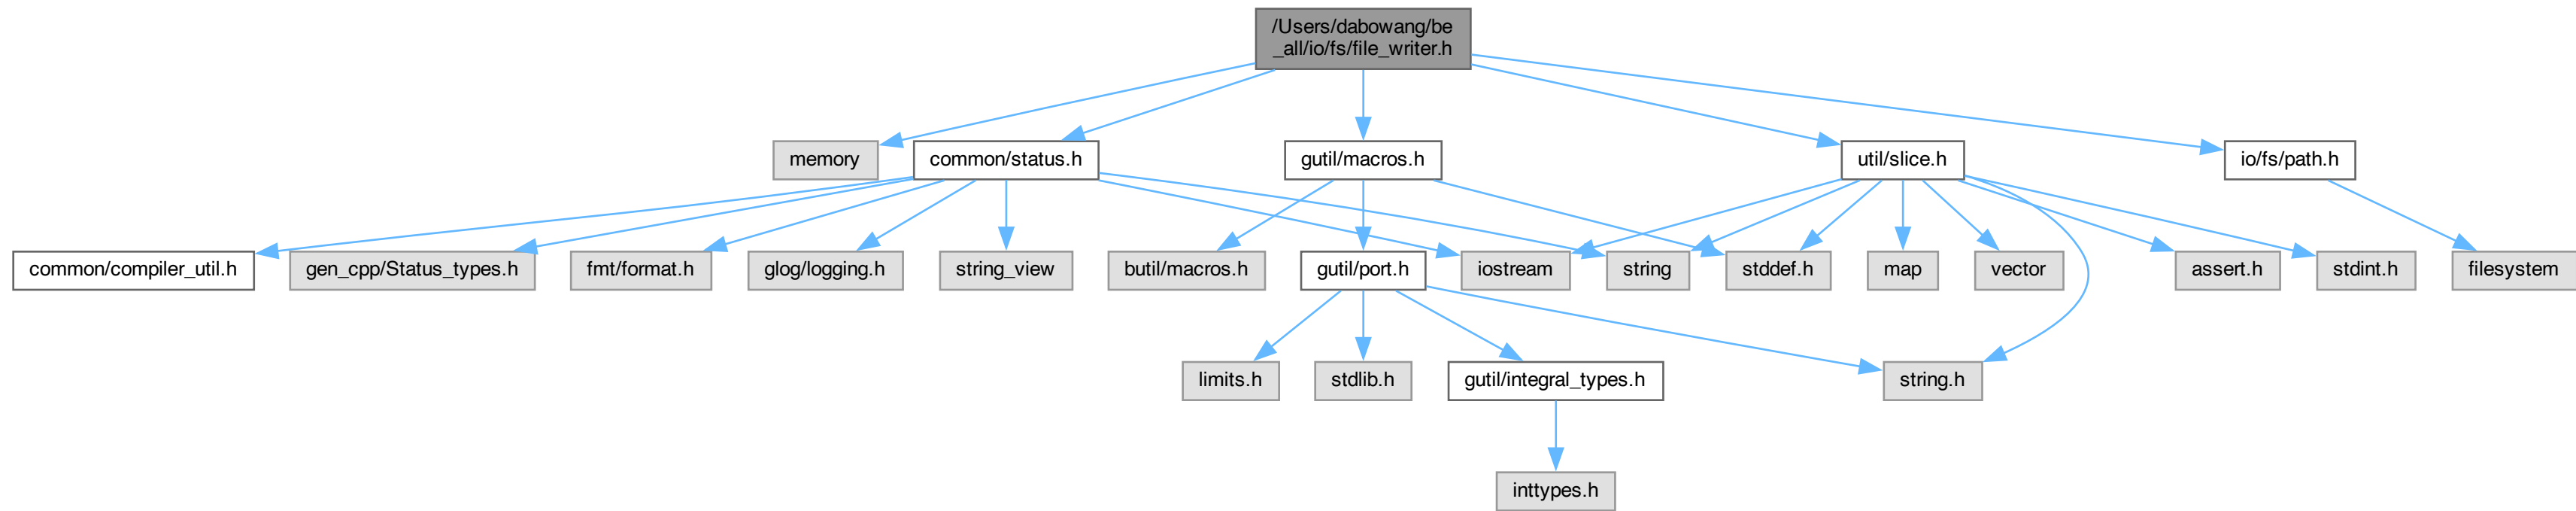 /Users/dabowang/be
_all/io/fs/file_writer.h
memory
common/status.h
gutil/macros.h
util/slice.h
io/fs/path.h
common/compiler_util.h
gen_cpp/Status_types.h
fmt/format.h
glog/logging.h
string_view
butil/macros.h
gutil/port.h
iostream
string
stddef.h
map
vector
assert.h
stdint.h
filesystem
limits.h
stdlib.h
gutil/integral_types.h
string.h
inttypes.h